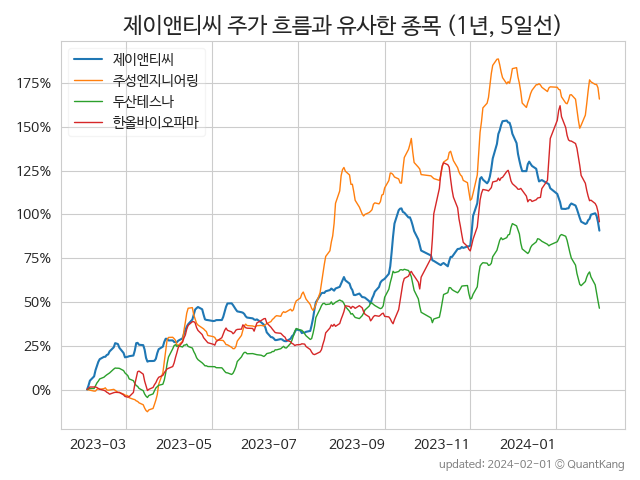 제이앤티씨 주가 흐름과 유사한 종목 (1년, 5일선)
제이앤티씨
주성엔지니어링
두산테스나
한올바이오파마
175%
150%
125%
100%
75%
50%
25%
0%
2023-03
2023-05
2023-07
2023-09
2023-11
2024-01
updated: 2024-02-01 © QuantKang